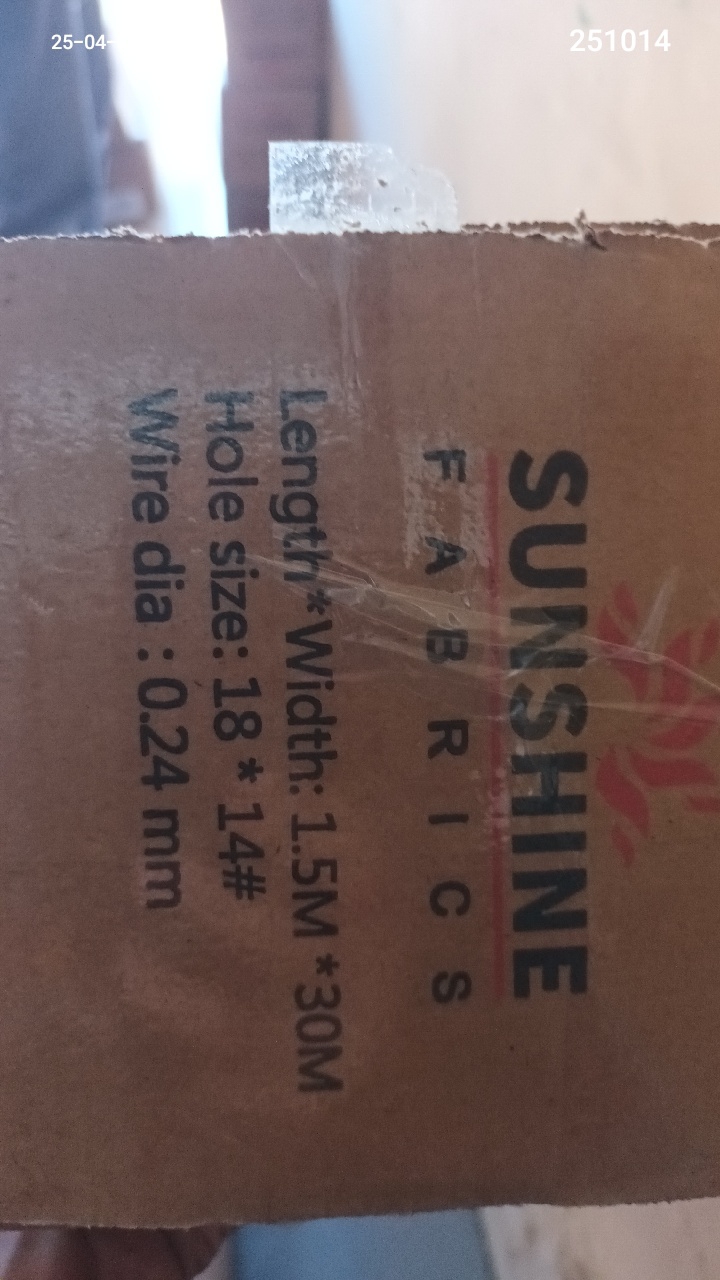 25-04-
251014
SUNSHINE
FABRICS
Length*Width: 1.5M *30M
Hole size: 18 * 14#
Wire dia : 0.24 mm